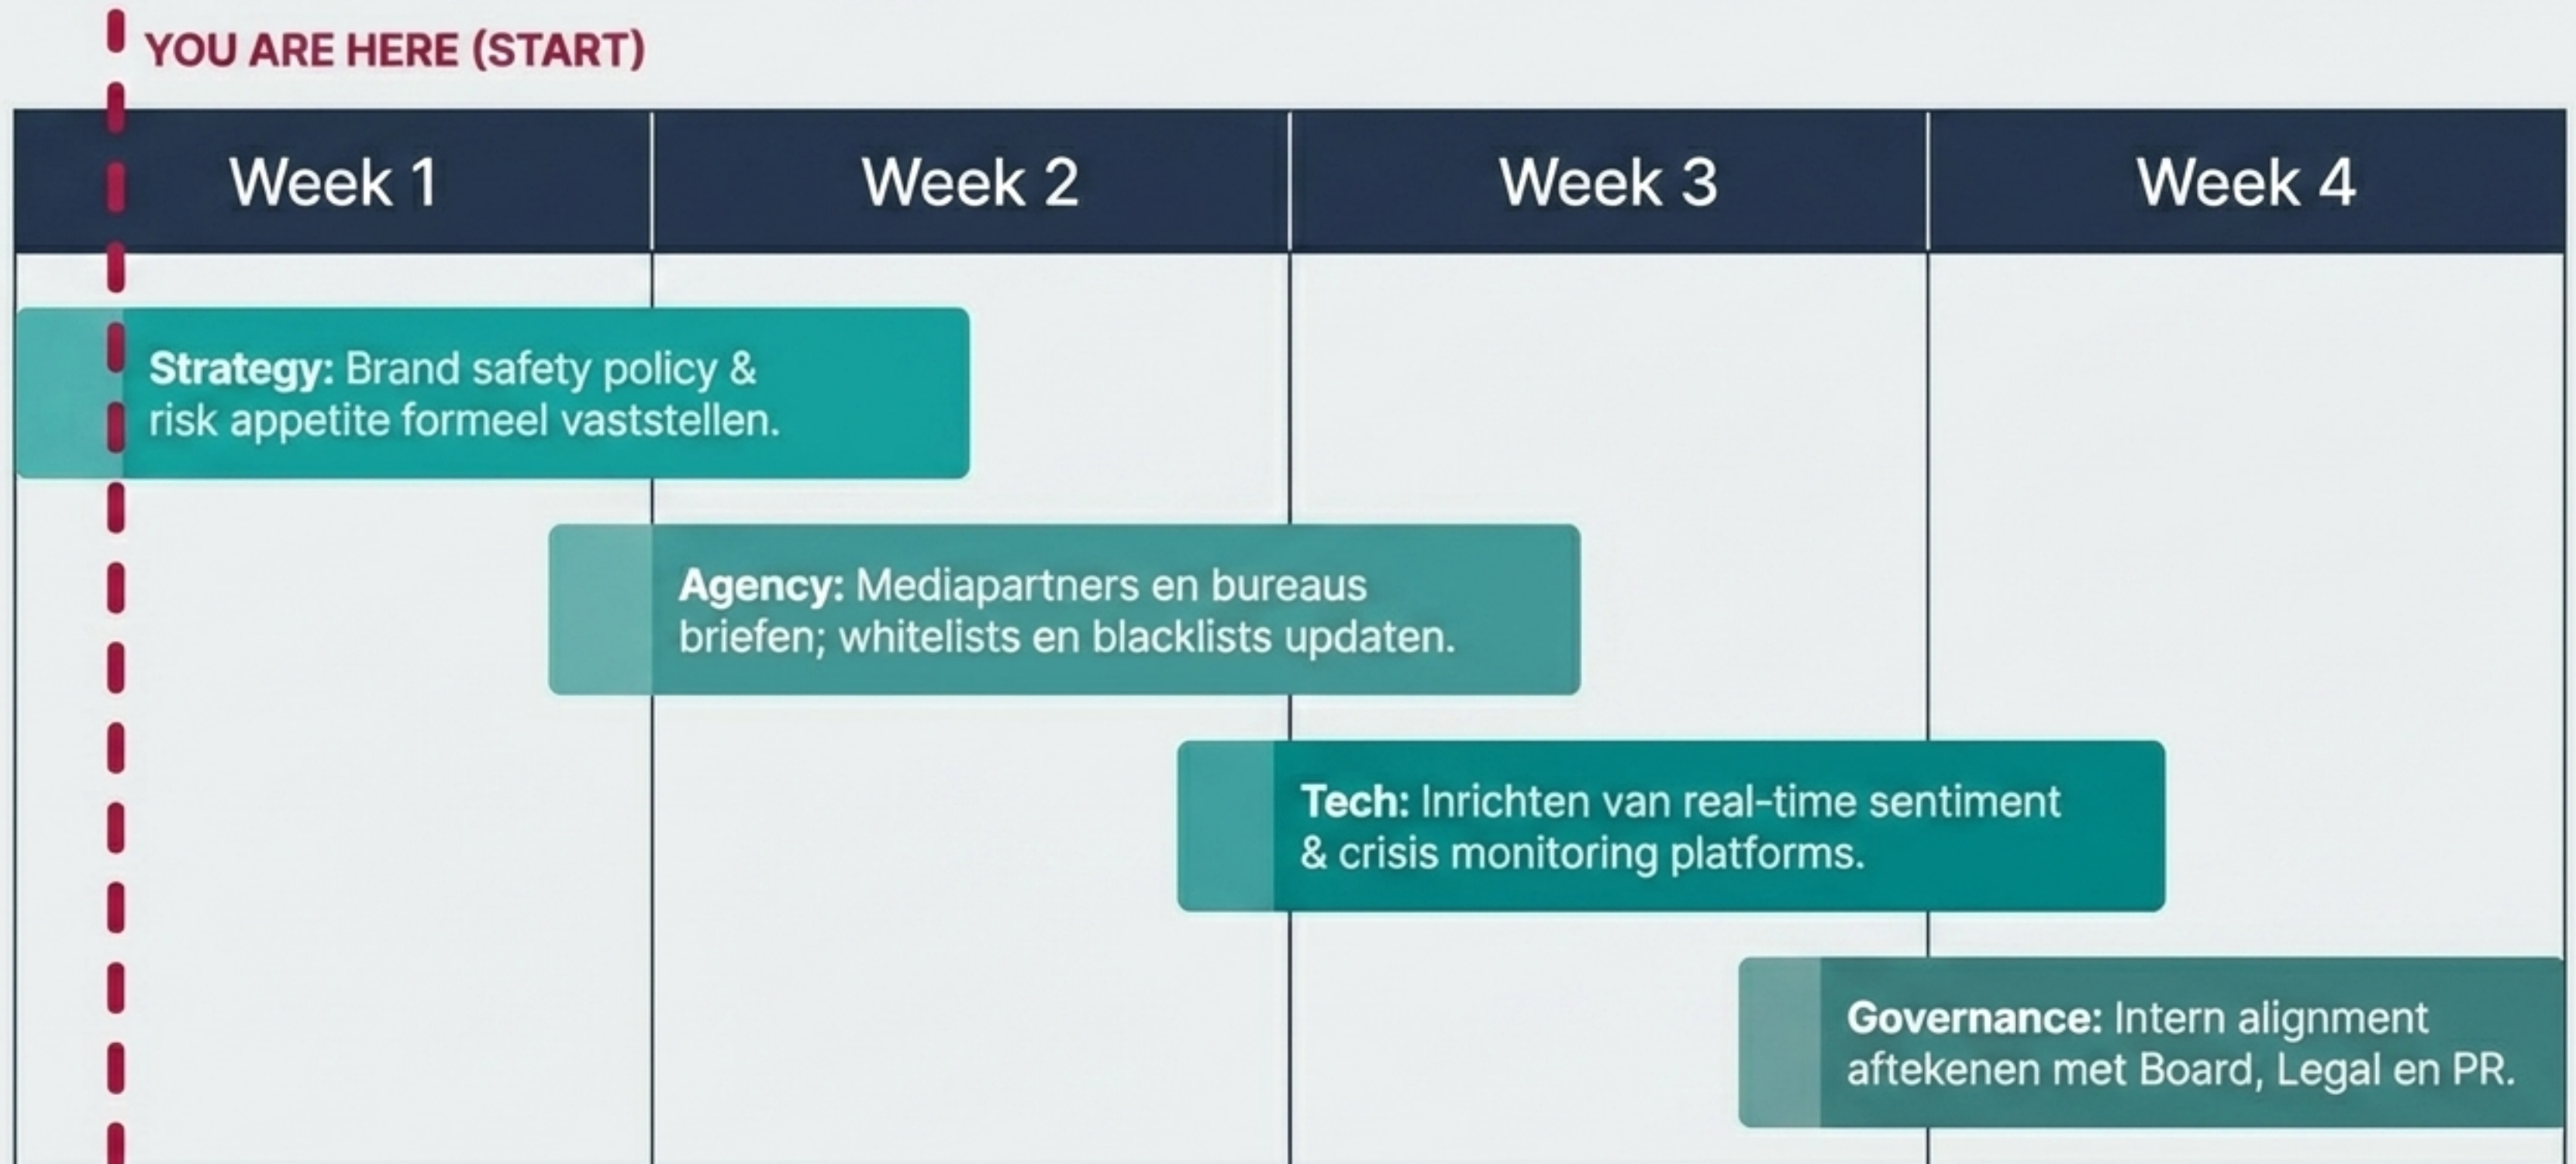 YOU ARE HERE (START)
Week 1
Week 2
Week 3
Week 4
Strategy: Brand safety policy &
risk appetite formeel vaststellen.
Agency: Mediapartners en bureaus
briefen; whitelists en blacklists updaten.
Tech: Inrichten van real-time sentiment
& crisis monitoring platforms.
Governance: Intern alignment
aftekenen met Board, Legal en PR.